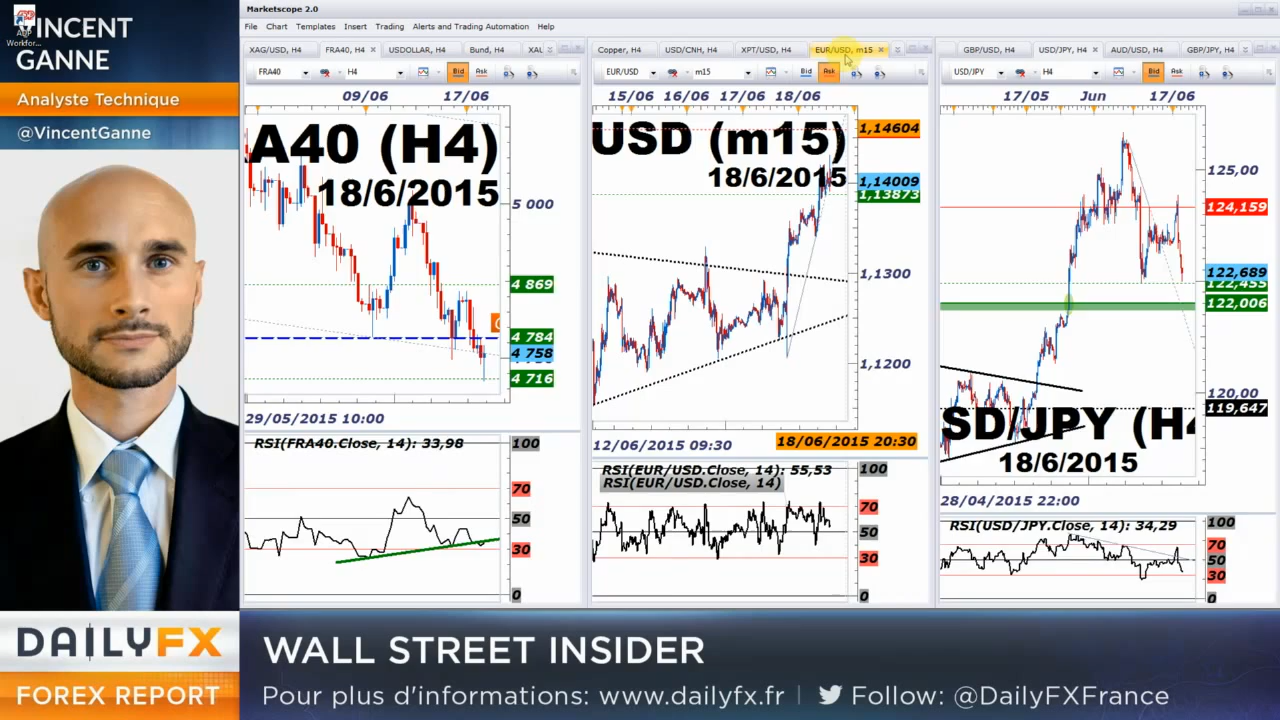 VINCENT
GANNE
Analyste Technique
@VincentGanne
Marketscope 2.0
File Chart Templates Insert Trading Alerts and Trading Automation Help
XAG/USD, H4 FRA40, H4 USDOLLAR, H4 Bund, H4
FRA40 H4 Bid Ask
09/06 17/06
A40 (H4)
18/6/2015
5 000
4 869
4 784
4 758
4 716
29/05/2015 10:00
RSI(FRA40.Close, 14): 33,98
100
70
50
30
0
Copper, H4 USD/CNH, H4 XPT/USD, H4 EUR/USD, m15
EUR/USD m15 Bid Ask
15/06 16/06 17/06 18/06
USD (m15)
18/6/2015
1,14604
1,14009
1,13873
1,1300
1,1200
12/06/2015 09:30 18/06/2015 20:30
RSI(EUR/USD.Close, 14): 55,53
RSI(EUR/USD.Close, 14)
100
70
50
30
0
GBP/USD, H4 USD/JPY, H4 AUD/USD, H4 GBP/JPY, H4
USD/JPY H4 Bid Ask
17/05 Jun 17/06
125,00
124,159
122,689
122,455
122,006
120,00
119,647
SD/JPY (H4
18/6/2015
28/04/2015 22:00
RSI(USD/JPY.Close, 14): 34,29
100
70
50
30
0
DAILYFX
FOREX REPORT
WALL STREET INSIDER
Pour plus d'informations: www.dailyfx.fr | Follow: @DailyFXFrance